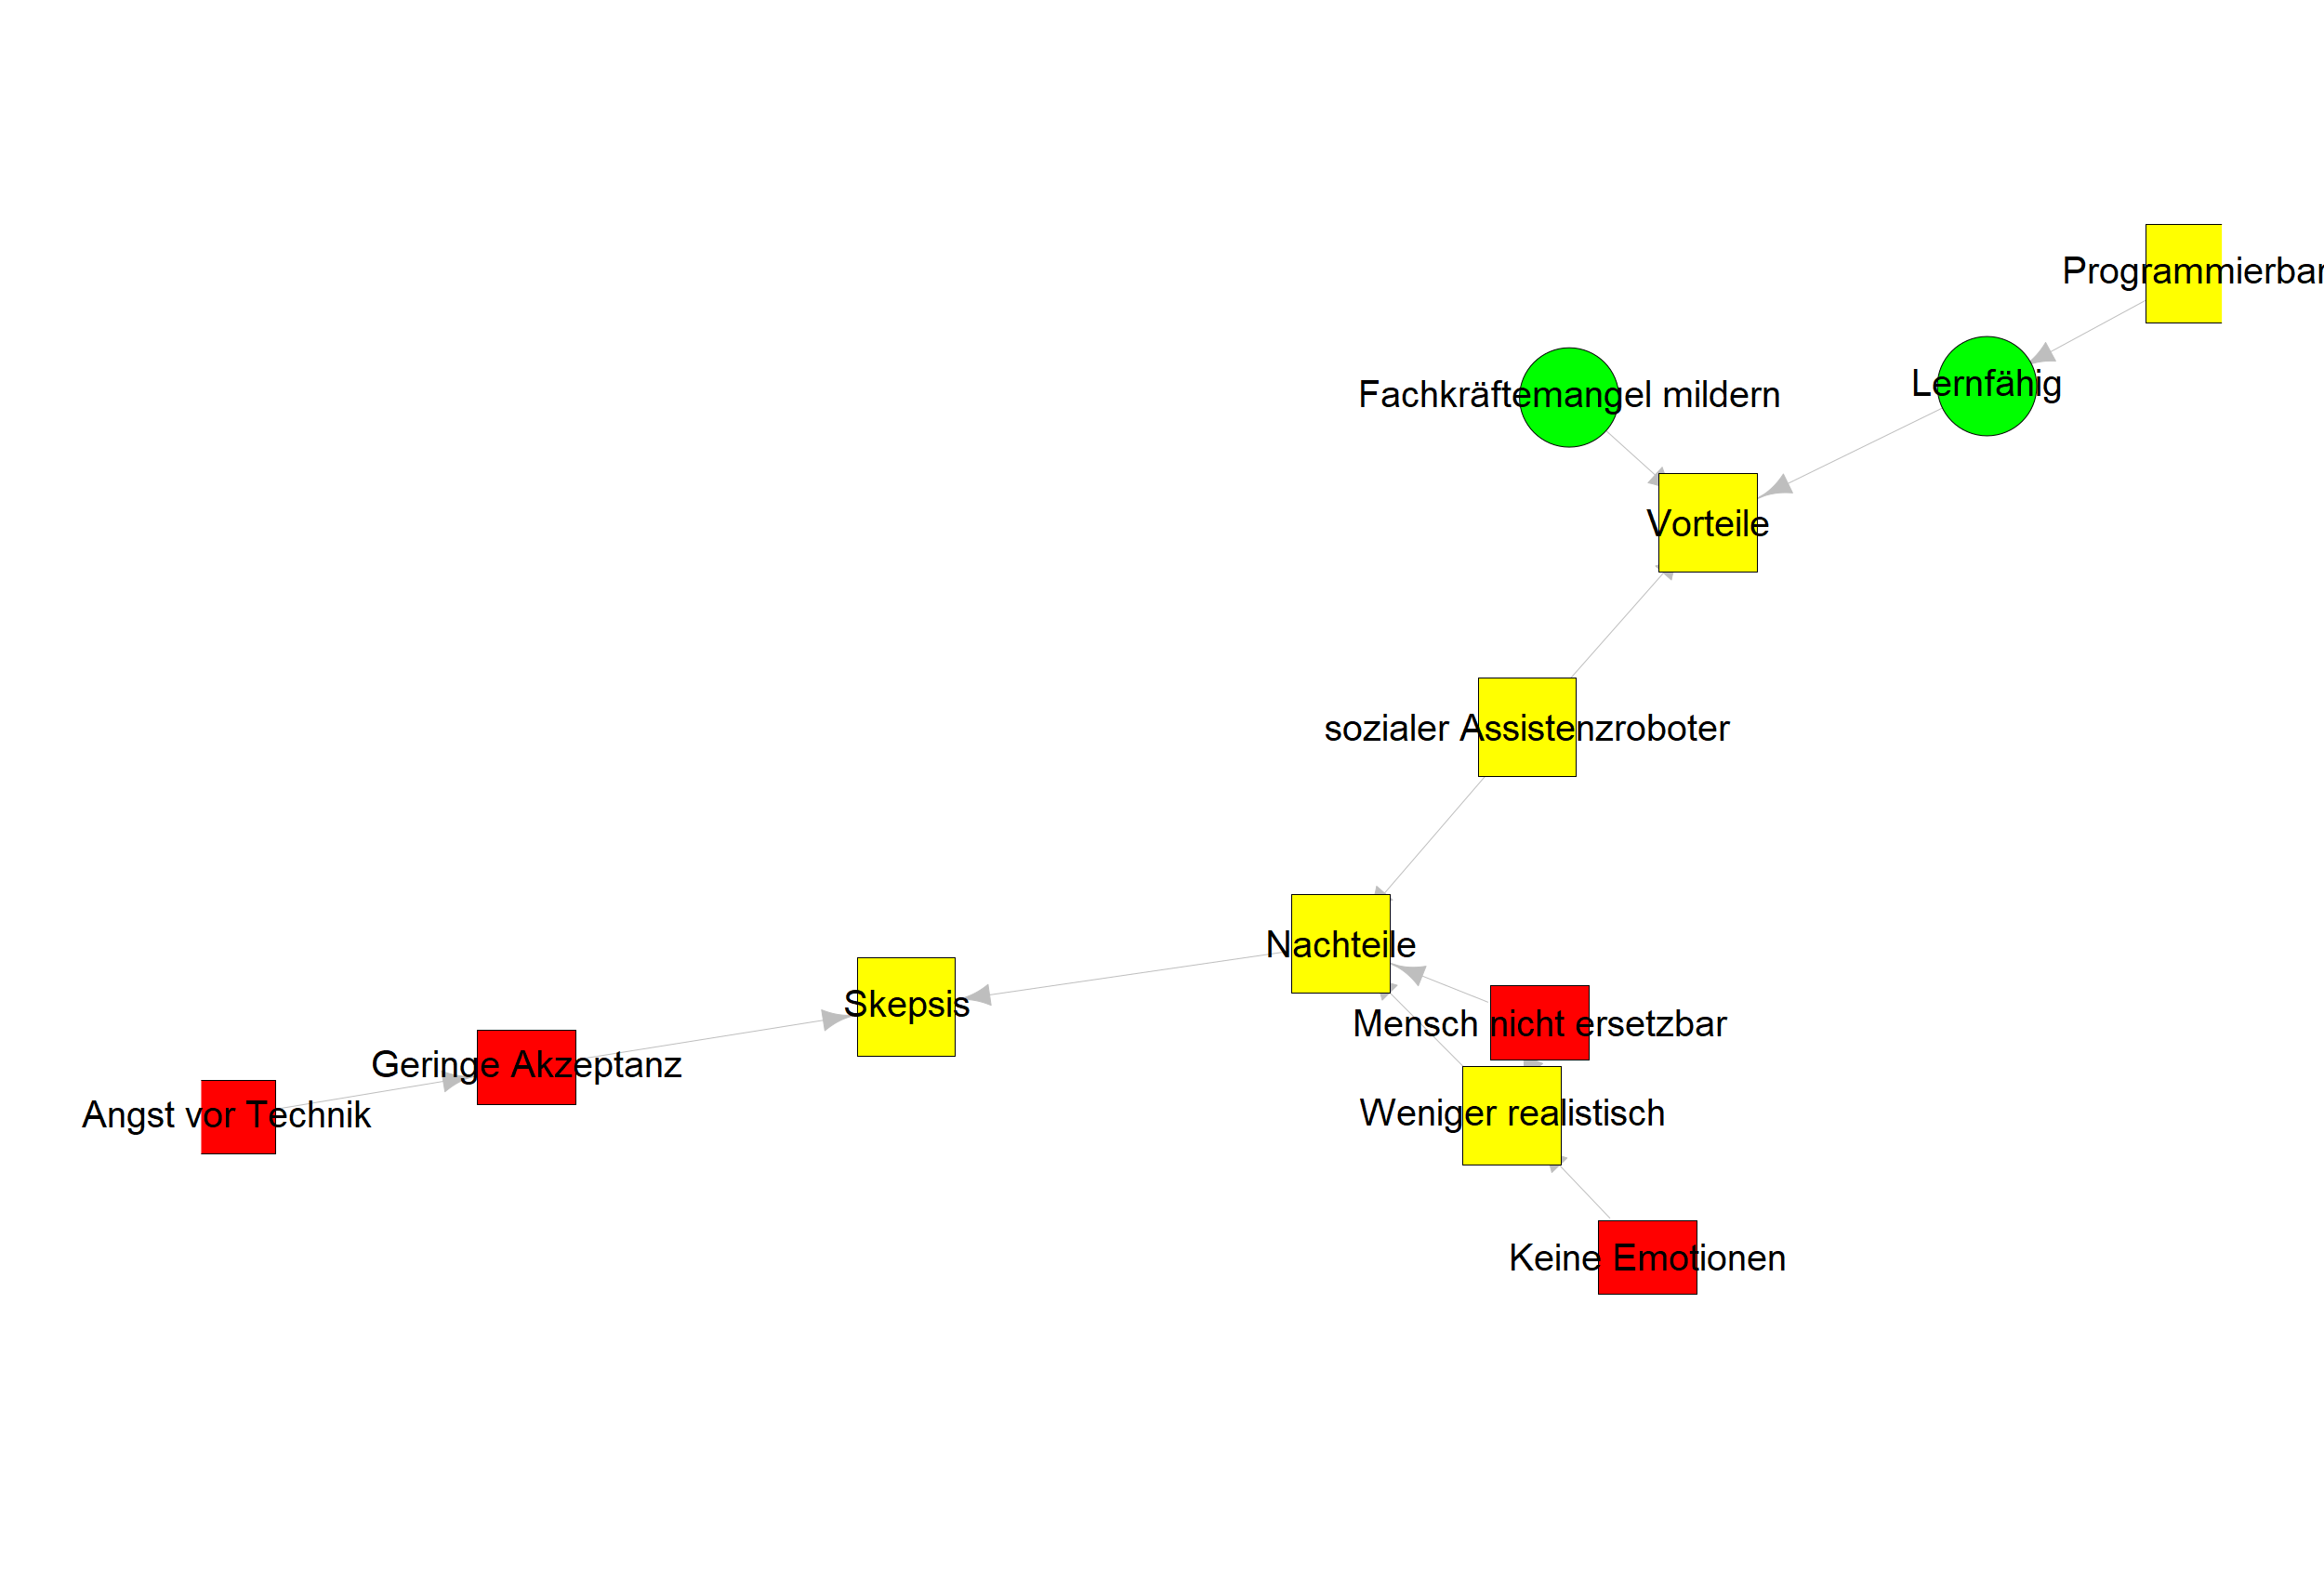 Programmierbar
Lernfähig
Fachkräftemangel mildern
Vorteile
sozialer Assistenzroboter
Nachteile
Skepsis
Mensch nicht ersetzbar
Geringe Akzeptanz
Angst vor Technik
Weniger realistisch
Keine Emotionen